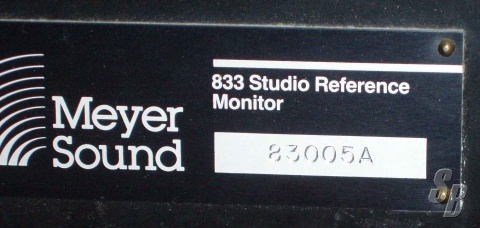 Meyer
Sound
833 Studio Reference
Monitor
83005A
SB